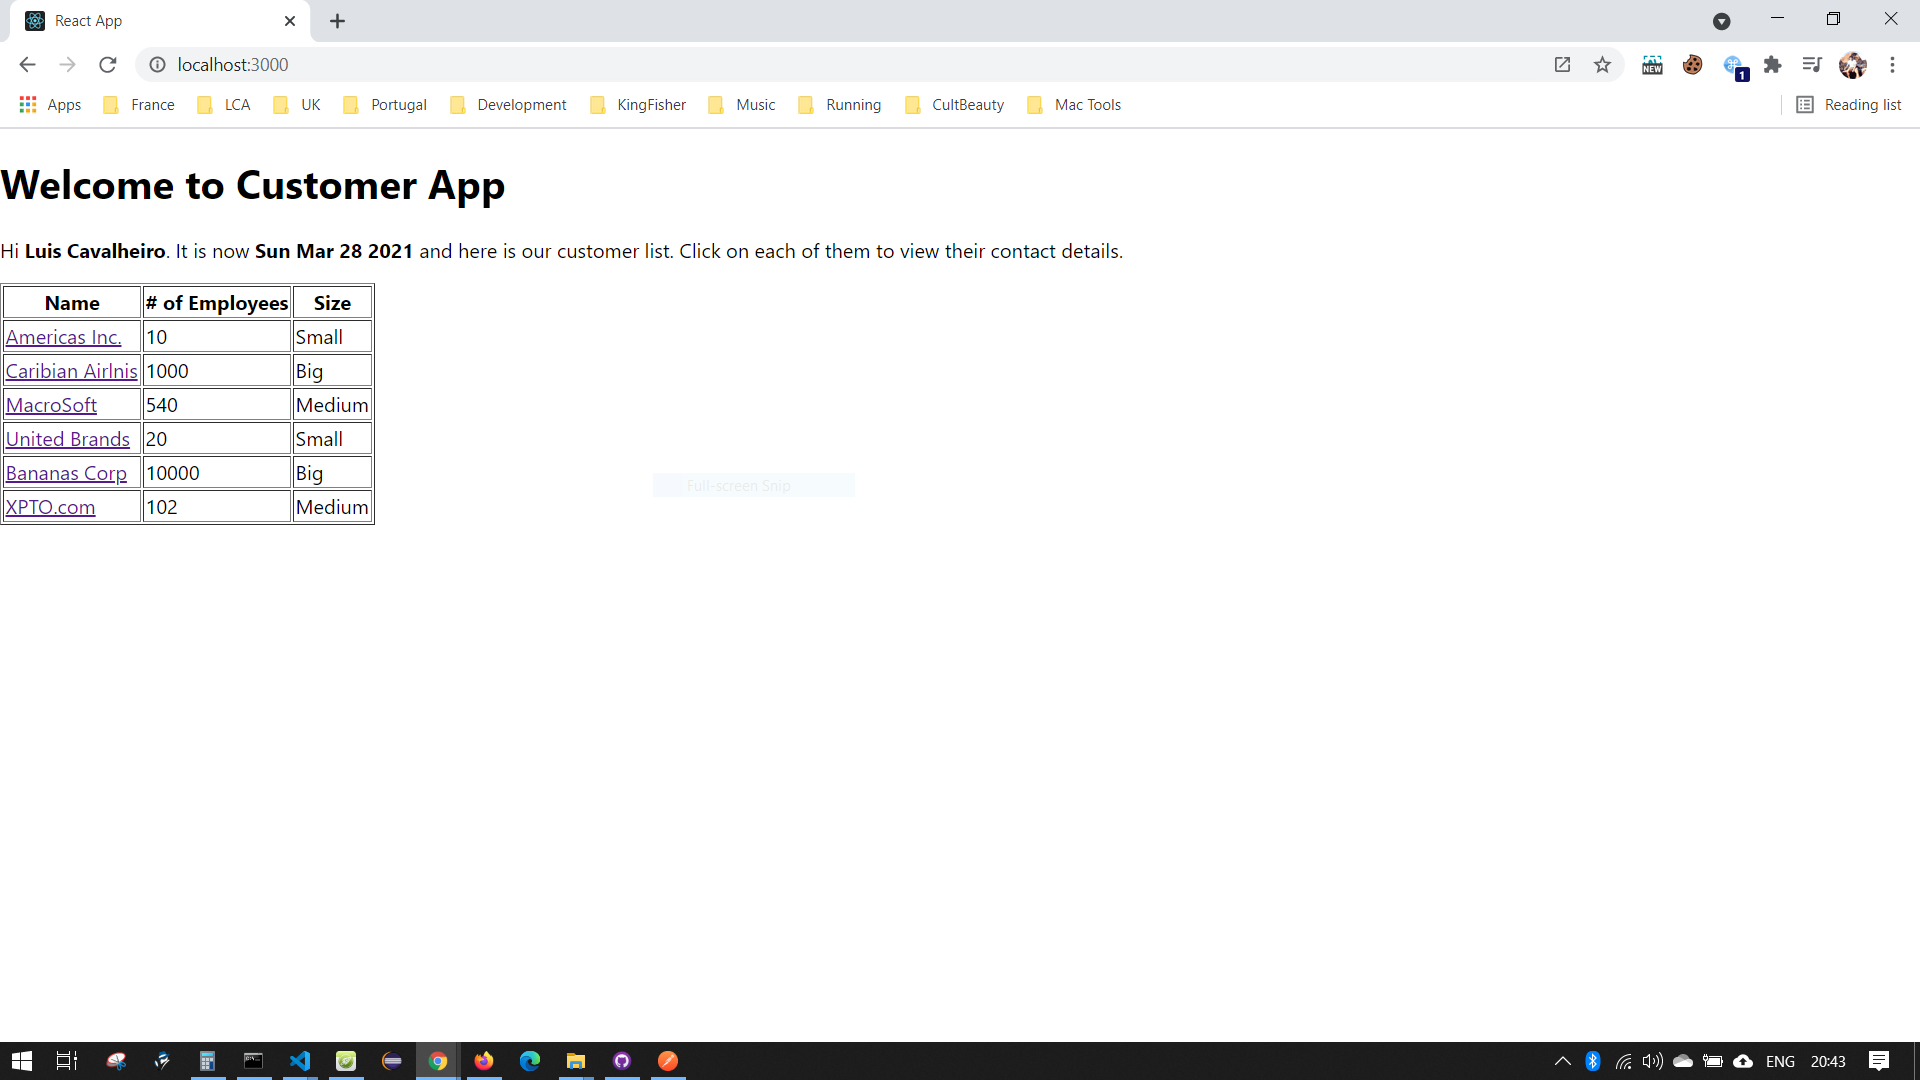 React App
localhost:3000
NEW
1
Apps France LCA UK Portugal Development KingFisher Music Running CultBeauty Mac Tools Reading list
Welcome to Customer App
Hi Luis Cavalheiro. It is now Sun Mar 28 2021 and here is our customer list. Click on each of them to view their contact details.
Name # of Employees Size
Americas Inc. 10 Small
Caribian Airlnis 1000 Big
MacroSoft 540 Medium
United Brands 20 Small
Bananas Corp 10000 Big
XPTO.com 102 Medium
Full-screen Snip
ENG 20:43